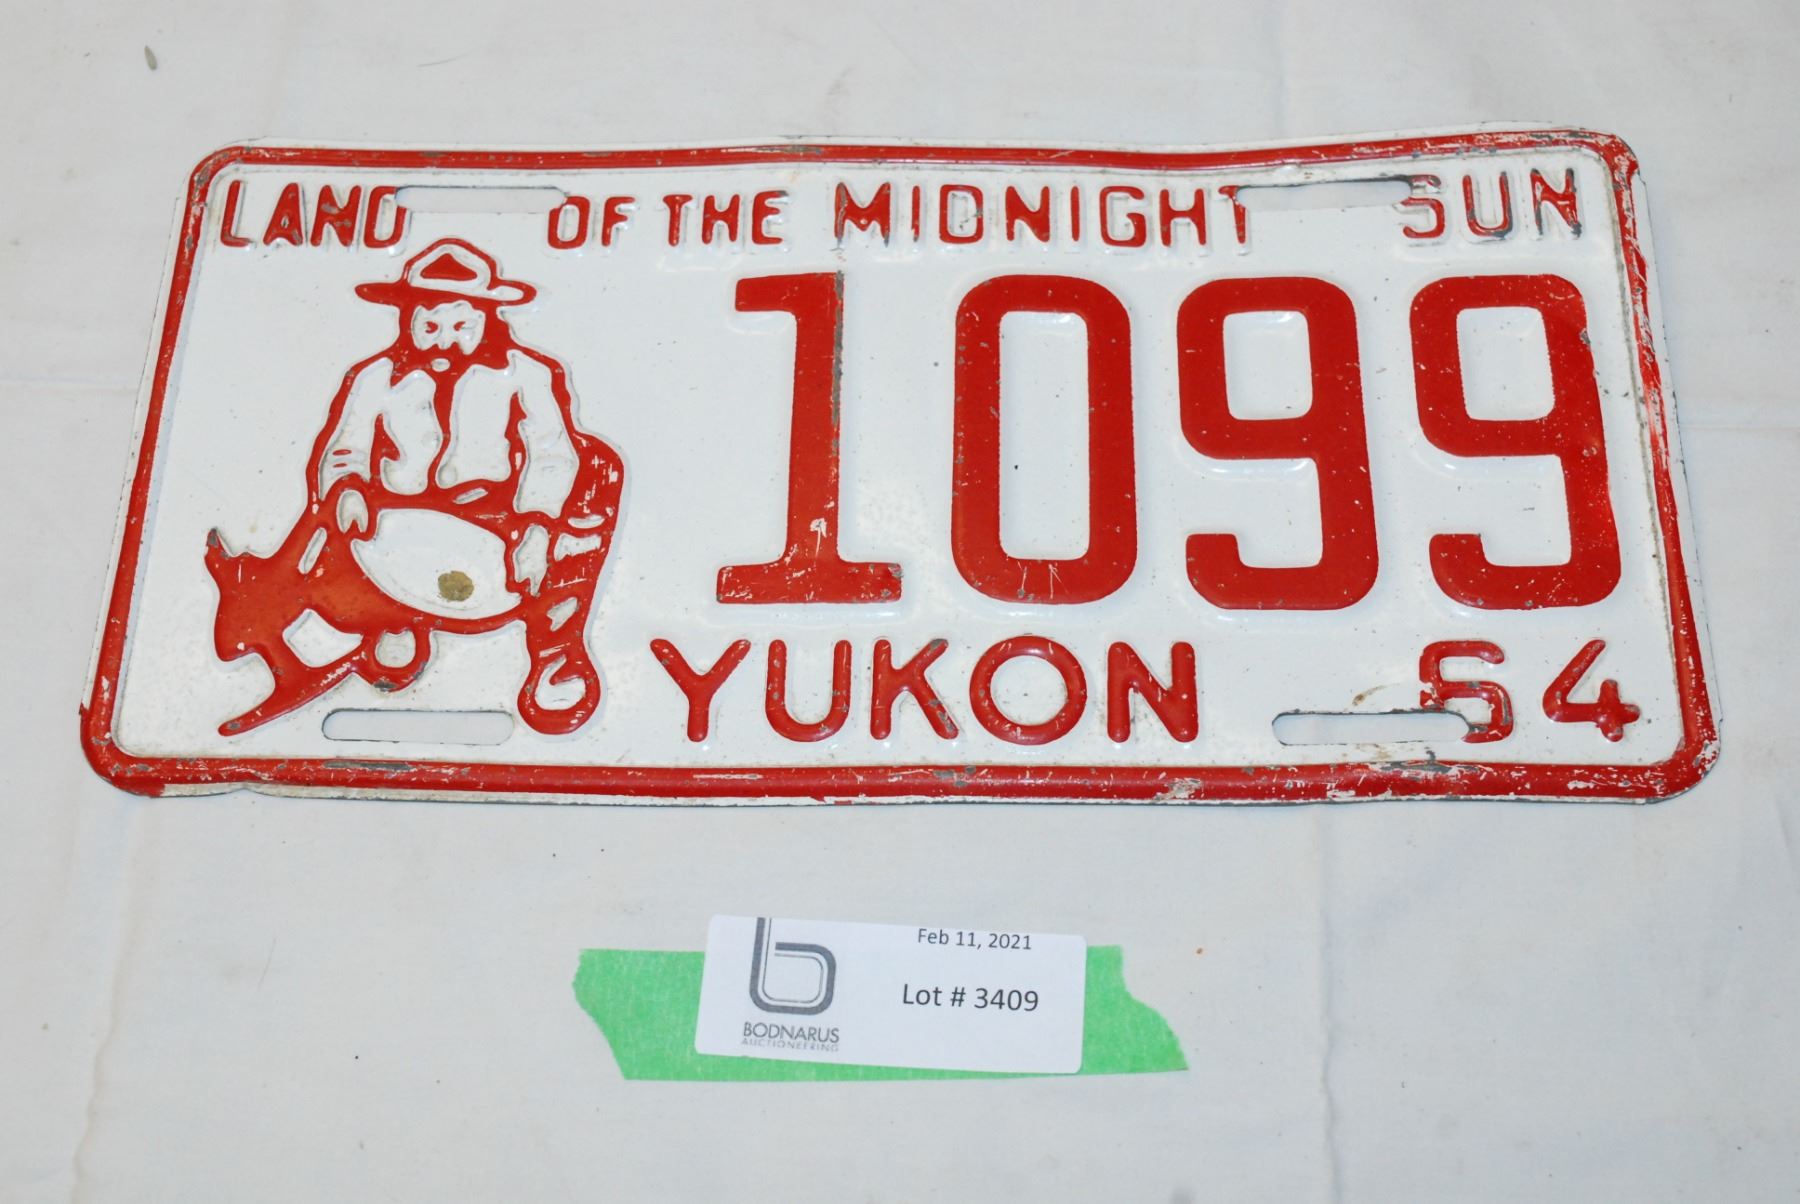 LAND OF THE MIDNIGHT SUN
1099
YUKON 64
Feb 11, 2021
Lot # 3409
BODNARUS
AUCTIONEERING